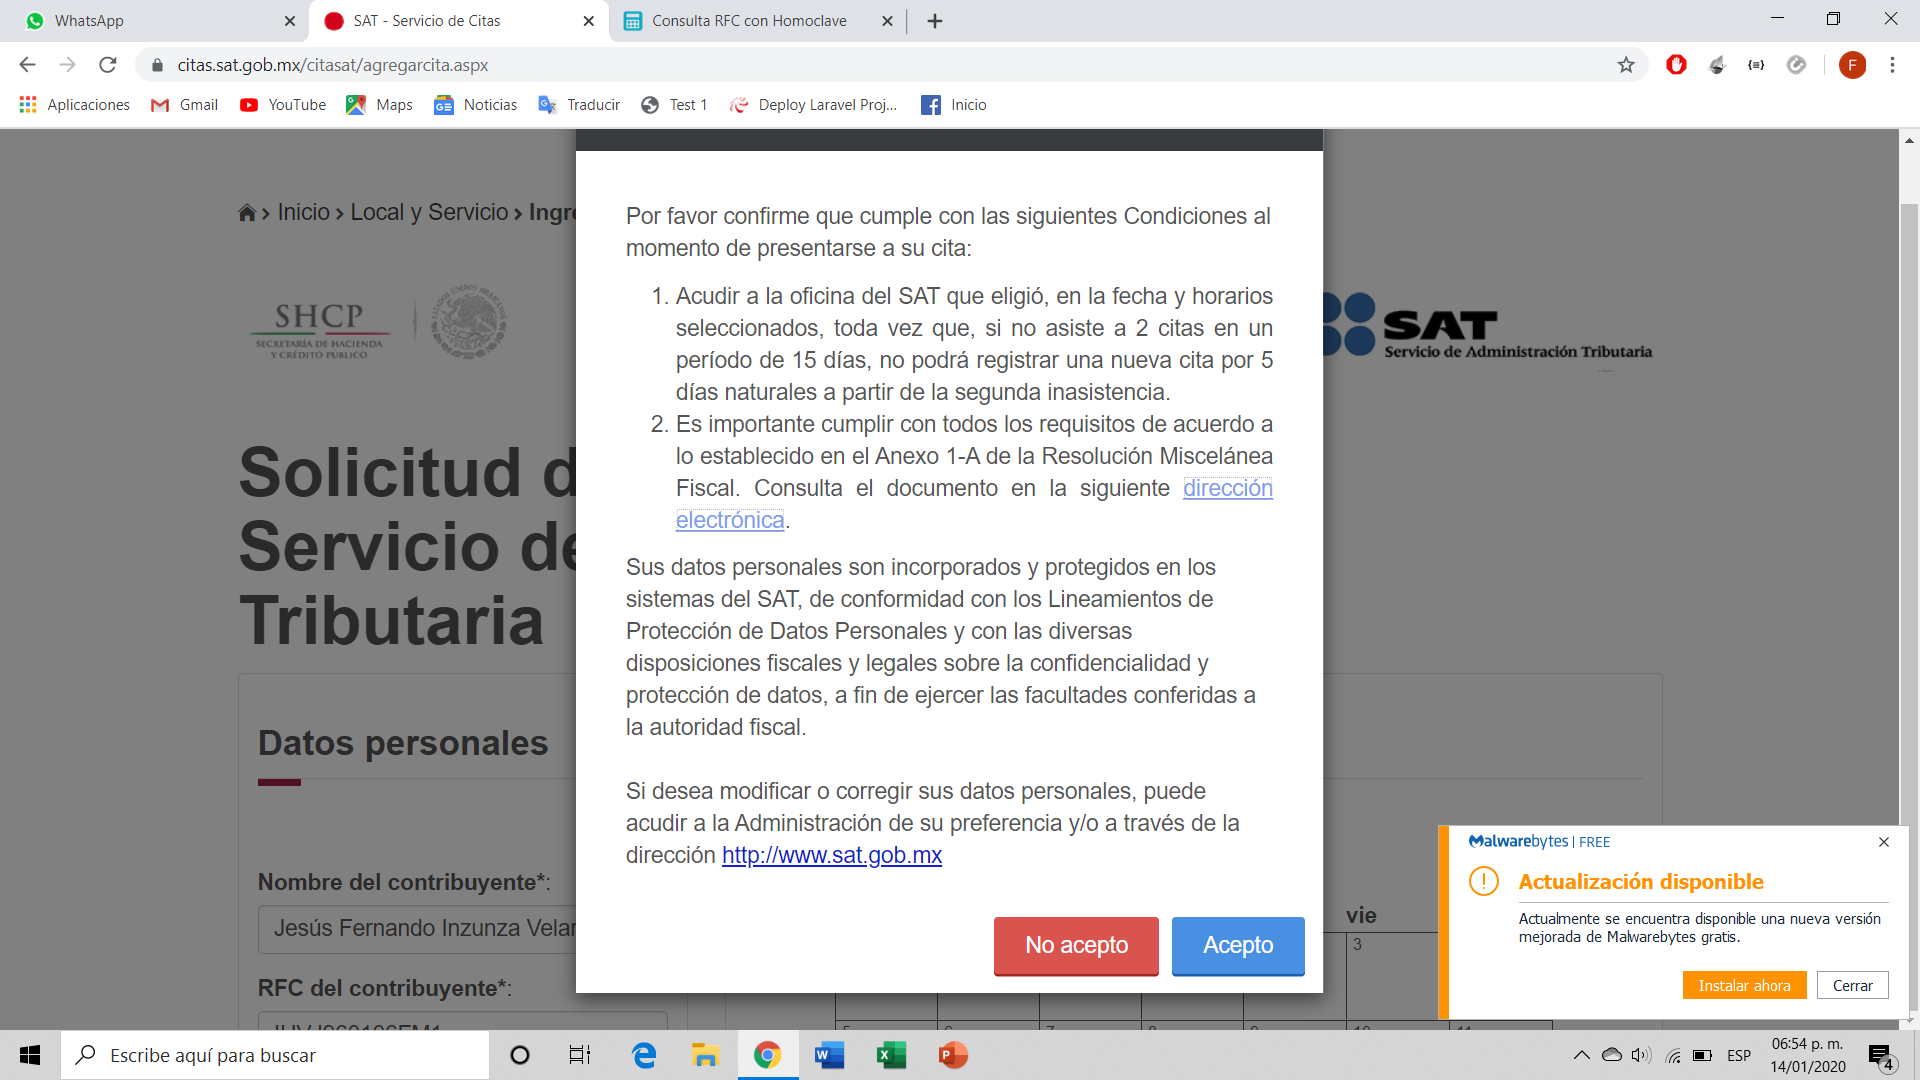 WhatsApp
SAT - Servicio de Citas
Consulta RFC con Homoclave
citas.sat.gob.mx/citasat/agregarcita.aspx
F
Aplicaciones
Gmail
YouTube
Maps
Noticias
Traducir
Test 1
Deploy Laravel Proj...
Inicio
Inicio
Local y Servicio
SHCP
SECRETARÍA DE HACIENDA
Y CRÉDITO PÚBLICO
SAT
Servicio de Administración Tributaria
Solicitud
Servicio
Tributaria
Datos personales
Nombre del contribuyente*:
Jesús Fernando Inzunza
RFC del contribuyente*:
Por favor confirme que cumple con las siguientes Condiciones al
momento de presentarse a su cita:
1. Acudir a la oficina del SAT que eligió, en la fecha y horarios
seleccionados, toda vez que, si no asiste a 2 citas en un
período de 15 días, no podrá registrar una nueva cita por 5
días naturales a partir de la segunda inasistencia.
2. Es importante cumplir con todos los requisitos de acuerdo a
lo establecido en el Anexo 1-A de la Resolución Miscelánea
Fiscal. Consulta el documento en la siguiente dirección
electrónica.
Sus datos personales son incorporados y protegidos en los
sistemas del SAT, de conformidad con los Lineamientos de
Protección de Datos Personales y con las diversas
disposiciones fiscales y legales sobre la confidencialidad y
protección de datos, a fin de ejercer las facultades conferidas a
la autoridad fiscal.
Si desea modificar o corregir sus datos personales, puede
acudir a la Administración de su preferencia y/o a través de la
dirección http://www.sat.gob.mx
No acepto
Acepto
vie
3
Malwarebytes | FREE
Actualización disponible
Actualmente se encuentra disponible una nueva versión
mejorada de Malwarebytes gratis.
Instalar ahora
Cerrar
Escribe aquí para buscar
ESP
06:54 p. m.
14/01/2020
4